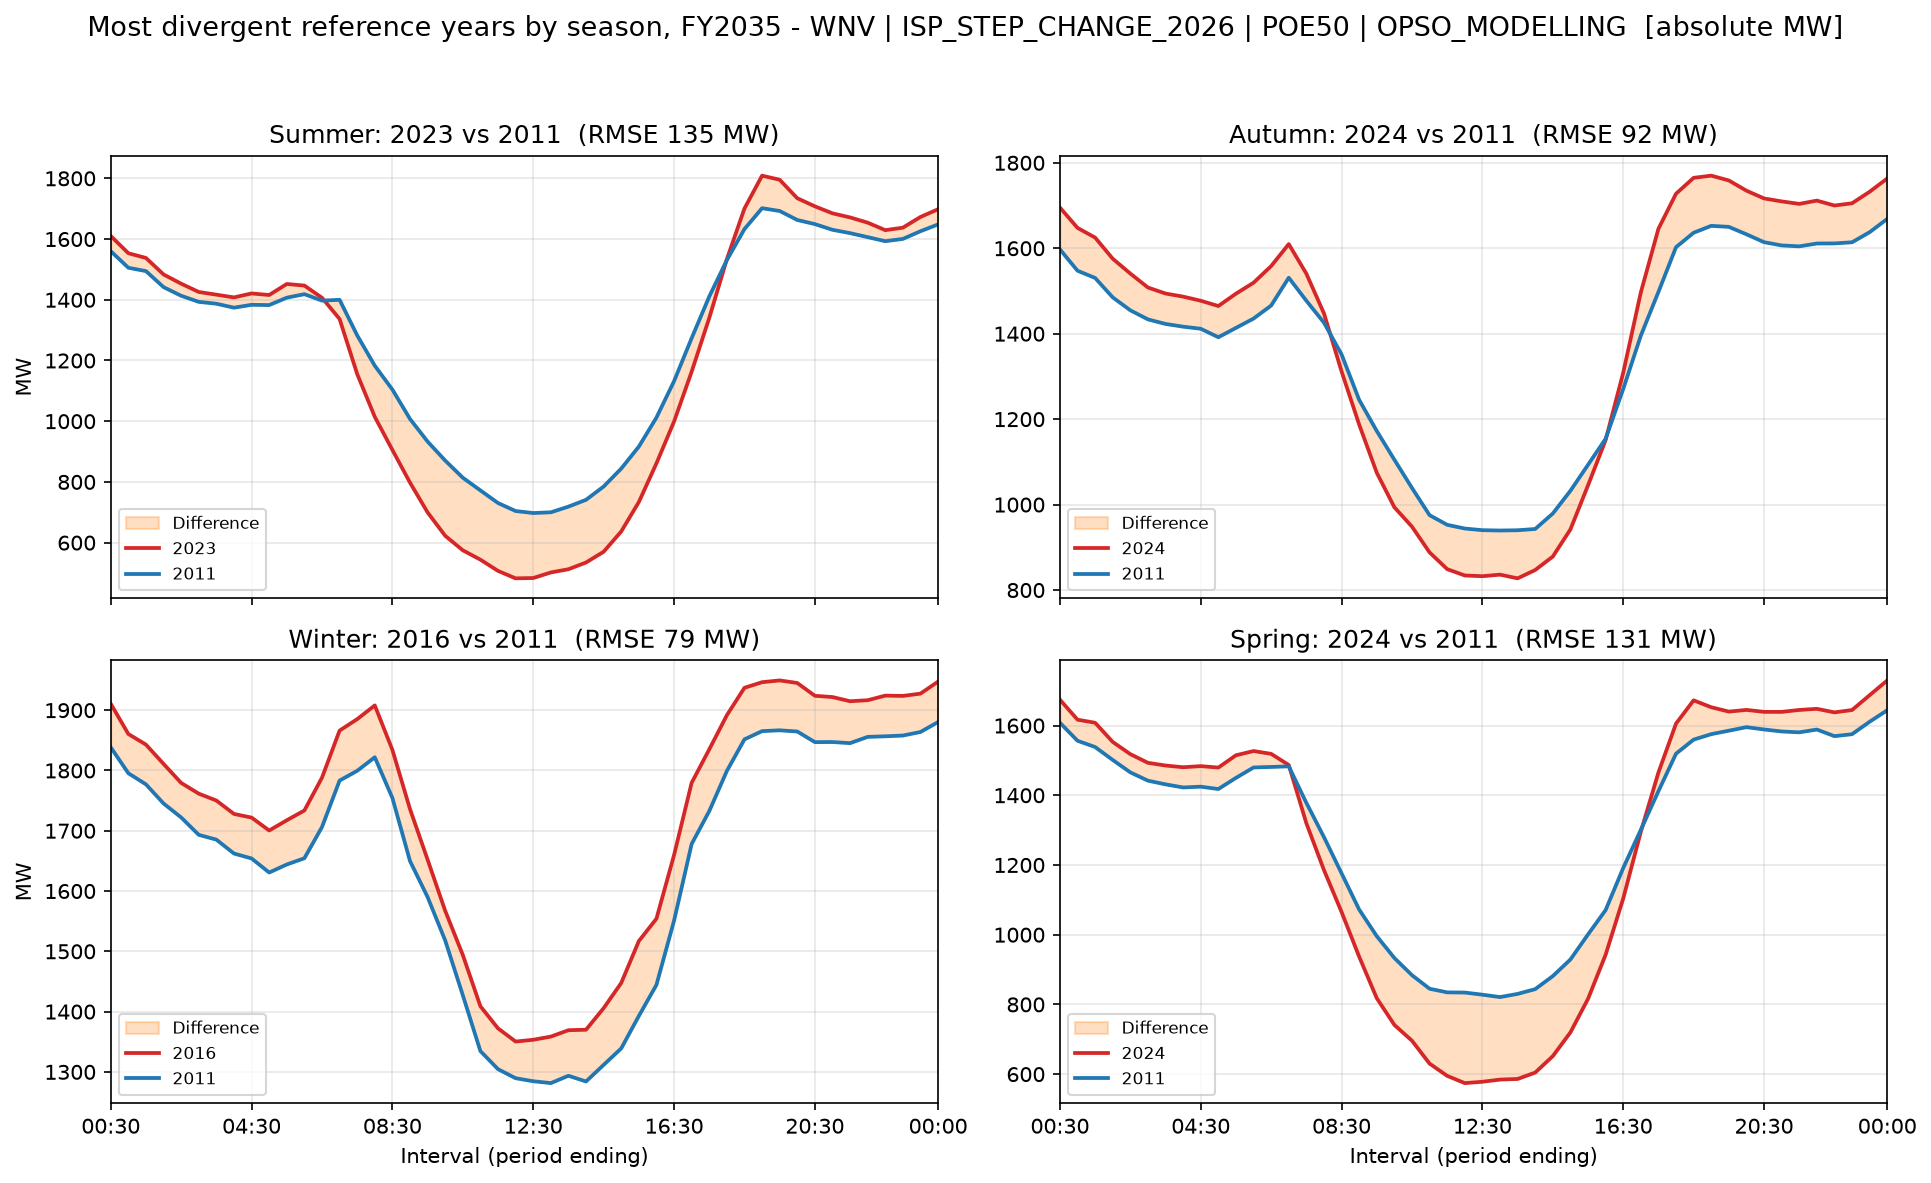 Most divergent reference years by season, FY2035 - WNV | ISP_STEP_CHANGE_2026 | POE50 | OPSO_MODELLING  [absolute MW]
Summer: 2023 vs 2011  (RMSE 135 MW)
MW
1800
1600
1400
1200
1000
800
600
Difference
2023
2011
Autumn: 2024 vs 2011  (RMSE 92 MW)
1800
1600
1400
1200
1000
800
Difference
2024
2011
Winter: 2016 vs 2011  (RMSE 79 MW)
MW
1900
1800
1700
1600
1500
1400
1300
Difference
2016
2011
00:30 04:30 08:30 12:30 16:30 20:30 00:00
Interval (period ending)
Spring: 2024 vs 2011  (RMSE 131 MW)
1600
1400
1200
1000
800
600
Difference
2024
2011
00:30 04:30 08:30 12:30 16:30 20:30 00:00
Interval (period ending)